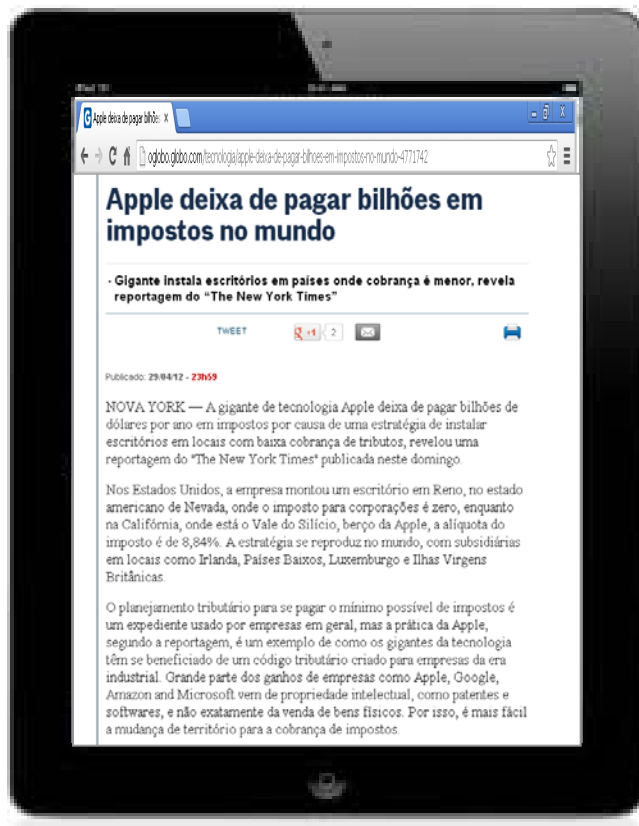 Apple deixa de pagar bilhões x
oglobo.globo.com/tecnologia/apple-deixa-de-pagar-bilhoes-em-impostos-no-mundo-4771742
Apple deixa de pagar bilhões em
impostos no mundo
· Gigante instala escritórios em países onde cobrança é menor, revela
reportagem do “The New York Times”
TWEET +1 2
Publicado: 29/04/12 - 23h59
NOVA YORK — A gigante de tecnologia Apple deixa de pagar bilhões de
dólares por ano em impostos por causa de uma estratégia de instalar
escritórios em locais com baixa cobrança de tributos, revelou uma
reportagem do "The New York Times" publicada neste domingo.
Nos Estados Unidos, a empresa montou um escritório em Reno, no estado
americano de Nevada, onde o imposto para corporações é zero, enquanto
na Califórnia, onde está o Vale do Silício, berço da Apple, a alíquota do
imposto é de 8,84%. A estratégia se reproduz no mundo, com subsidiárias
em locais como Irlanda, Países Baixos, Luxemburgo e Ilhas Virgens
Britânicas.
O planejamento tributário para se pagar o mínimo possível de impostos é
um expediente usado por empresas em geral, mas a prática da Apple,
segundo a reportagem, é um exemplo de como os gigantes da tecnologia
têm se beneficiado de um código tributário criado para empresas da era
industrial. Grande parte dos ganhos de empresas como Apple, Google,
Amazon and Microsoft vem de propriedade intelectual, como patentes e
softwares, e não exatamente da venda de bens físicos. Por isso, é mais fácil
a mudança de território para a cobrança de impostos.